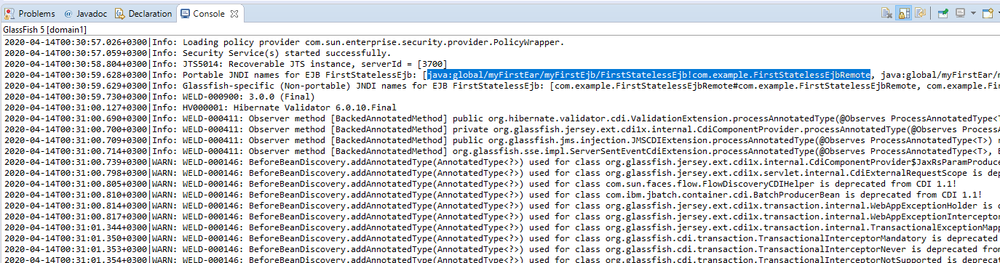 Problems @ Javadoc Declaration Console
GlassFish 5 [domain1]
2020-04-14T00:30:57.026+0300|Info: Loading policy provider com.sun.enterprise.security.provider.PolicyWrapper.
2020-04-14T00:30:57.059+0300|Info: Security Service(s) started successfully.
2020-04-14T00:30:58.804+0300|Info: JTS5014: Recoverable JTS instance, serverId = [3700]
2020-04-14T00:30:59.628+0300|Info: Portable JNDI names for EJB FirstStatelessEjb: [java:global/myFirstEar/myFirstEjb/FirstStatelessEjb!com.example.FirstStatelessEjbRemote, java:global/myFirstEar/m
2020-04-14T00:30:59.629+0300|Info: Glassfish-specific (Non-portable) JNDI names for EJB FirstStatelessEjb: [com.example.FirstStatelessEjbRemote#com.example.FirstStatelessEjbRemote, com.example.Fi
2020-04-14T00:30:59.730+0300|Info: WELD-000900: 3.0.0 (Final)
2020-04-14T00:31:00.127+0300|Info: HV000001: Hibernate Validator 6.0.10.Final
2020-04-14T00:31:00.690+0300|Info: WELD-000411: Observer method [BackedAnnotatedMethod] public org.hibernate.validator.cdi.ValidationExtension.processAnnotatedType(@Observes ProcessAnnotatedType<T
2020-04-14T00:31:00.700+0300|Info: WELD-000411: Observer method [BackedAnnotatedMethod] private org.glassfish.jersey.ext.cdi1x.internal.CdiComponentProvider.processAnnotatedType(@Observes Process
2020-04-14T00:31:00.709+0300|Info: WELD-000411: Observer method [BackedAnnotatedMethod] public org.glassfish.jms.injection.JMSCDIExtension.processAnnotatedType(@Observes ProcessAnnotatedType<T>) r
2020-04-14T00:31:00.714+0300|Info: WELD-000411: Observer method [BackedAnnotatedMethod] org.glassfish.sse.impl.ServerSentEventCdiExtension.processAnnotatedType(@Observes ProcessAnnotatedType<T>, B
2020-04-14T00:31:00.739+0300|WARN: WELD-000146: BeforeBeanDiscovery.addAnnotatedType(AnnotatedType<?>) used for class org.glassfish.jersey.ext.cdi1x.internal.CdiComponentProvider$JaxRsParamProduce
2020-04-14T00:31:00.798+0300|WARN: WELD-000146: BeforeBeanDiscovery.addAnnotatedType(AnnotatedType<?>) used for class org.glassfish.jersey.ext.cdi1x.servlet.internal.CdiExternalRequestScope is dep
2020-04-14T00:31:00.805+0300|WARN: WELD-000146: BeforeBeanDiscovery.addAnnotatedType(AnnotatedType<?>) used for class com.sun.faces.flow.FlowDiscoveryCDIHelper is deprecated from CDI 1.1!
2020-04-14T00:31:00.810+0300|WARN: WELD-000146: BeforeBeanDiscovery.addAnnotatedType(AnnotatedType<?>) used for class com.ibm.jbatch.container.cdi.BatchProducerBean is deprecated from CDI 1.1!
2020-04-14T00:31:00.814+0300|WARN: WELD-000146: BeforeBeanDiscovery.addAnnotatedType(AnnotatedType<?>) used for class org.glassfish.jersey.ext.cdi1x.transaction.internal.WebAppExceptionHolder is d
2020-04-14T00:31:00.817+0300|WARN: WELD-000146: BeforeBeanDiscovery.addAnnotatedType(AnnotatedType<?>) used for class org.glassfish.jersey.ext.cdi1x.transaction.internal.WebAppExceptionInterceptor
2020-04-14T00:31:01.344+0300|WARN: WELD-000146: BeforeBeanDiscovery.addAnnotatedType(AnnotatedType<?>) used for class org.glassfish.jersey.ext.cdi1x.transaction.internal.TransactionalExceptionMapp
2020-04-14T00:31:01.350+0300|WARN: WELD-000146: BeforeBeanDiscovery.addAnnotatedType(AnnotatedType<?>) used for class org.glassfish.cdi.transaction.TransactionalInterceptorMandatory is deprecated
2020-04-14T00:31:01.353+0300|WARN: WELD-000146: BeforeBeanDiscovery.addAnnotatedType(AnnotatedType<?>) used for class org.glassfish.cdi.transaction.TransactionalInterceptorNever is deprecated from
2020-04-14T00:31:01.354+0300|WARN: WELD-000146: BeforeBeanDiscovery.addAnnotatedType(AnnotatedType<?>) used for class org.glassfish.cdi.transaction.TransactionalInterceptorNotSupported is deprecat